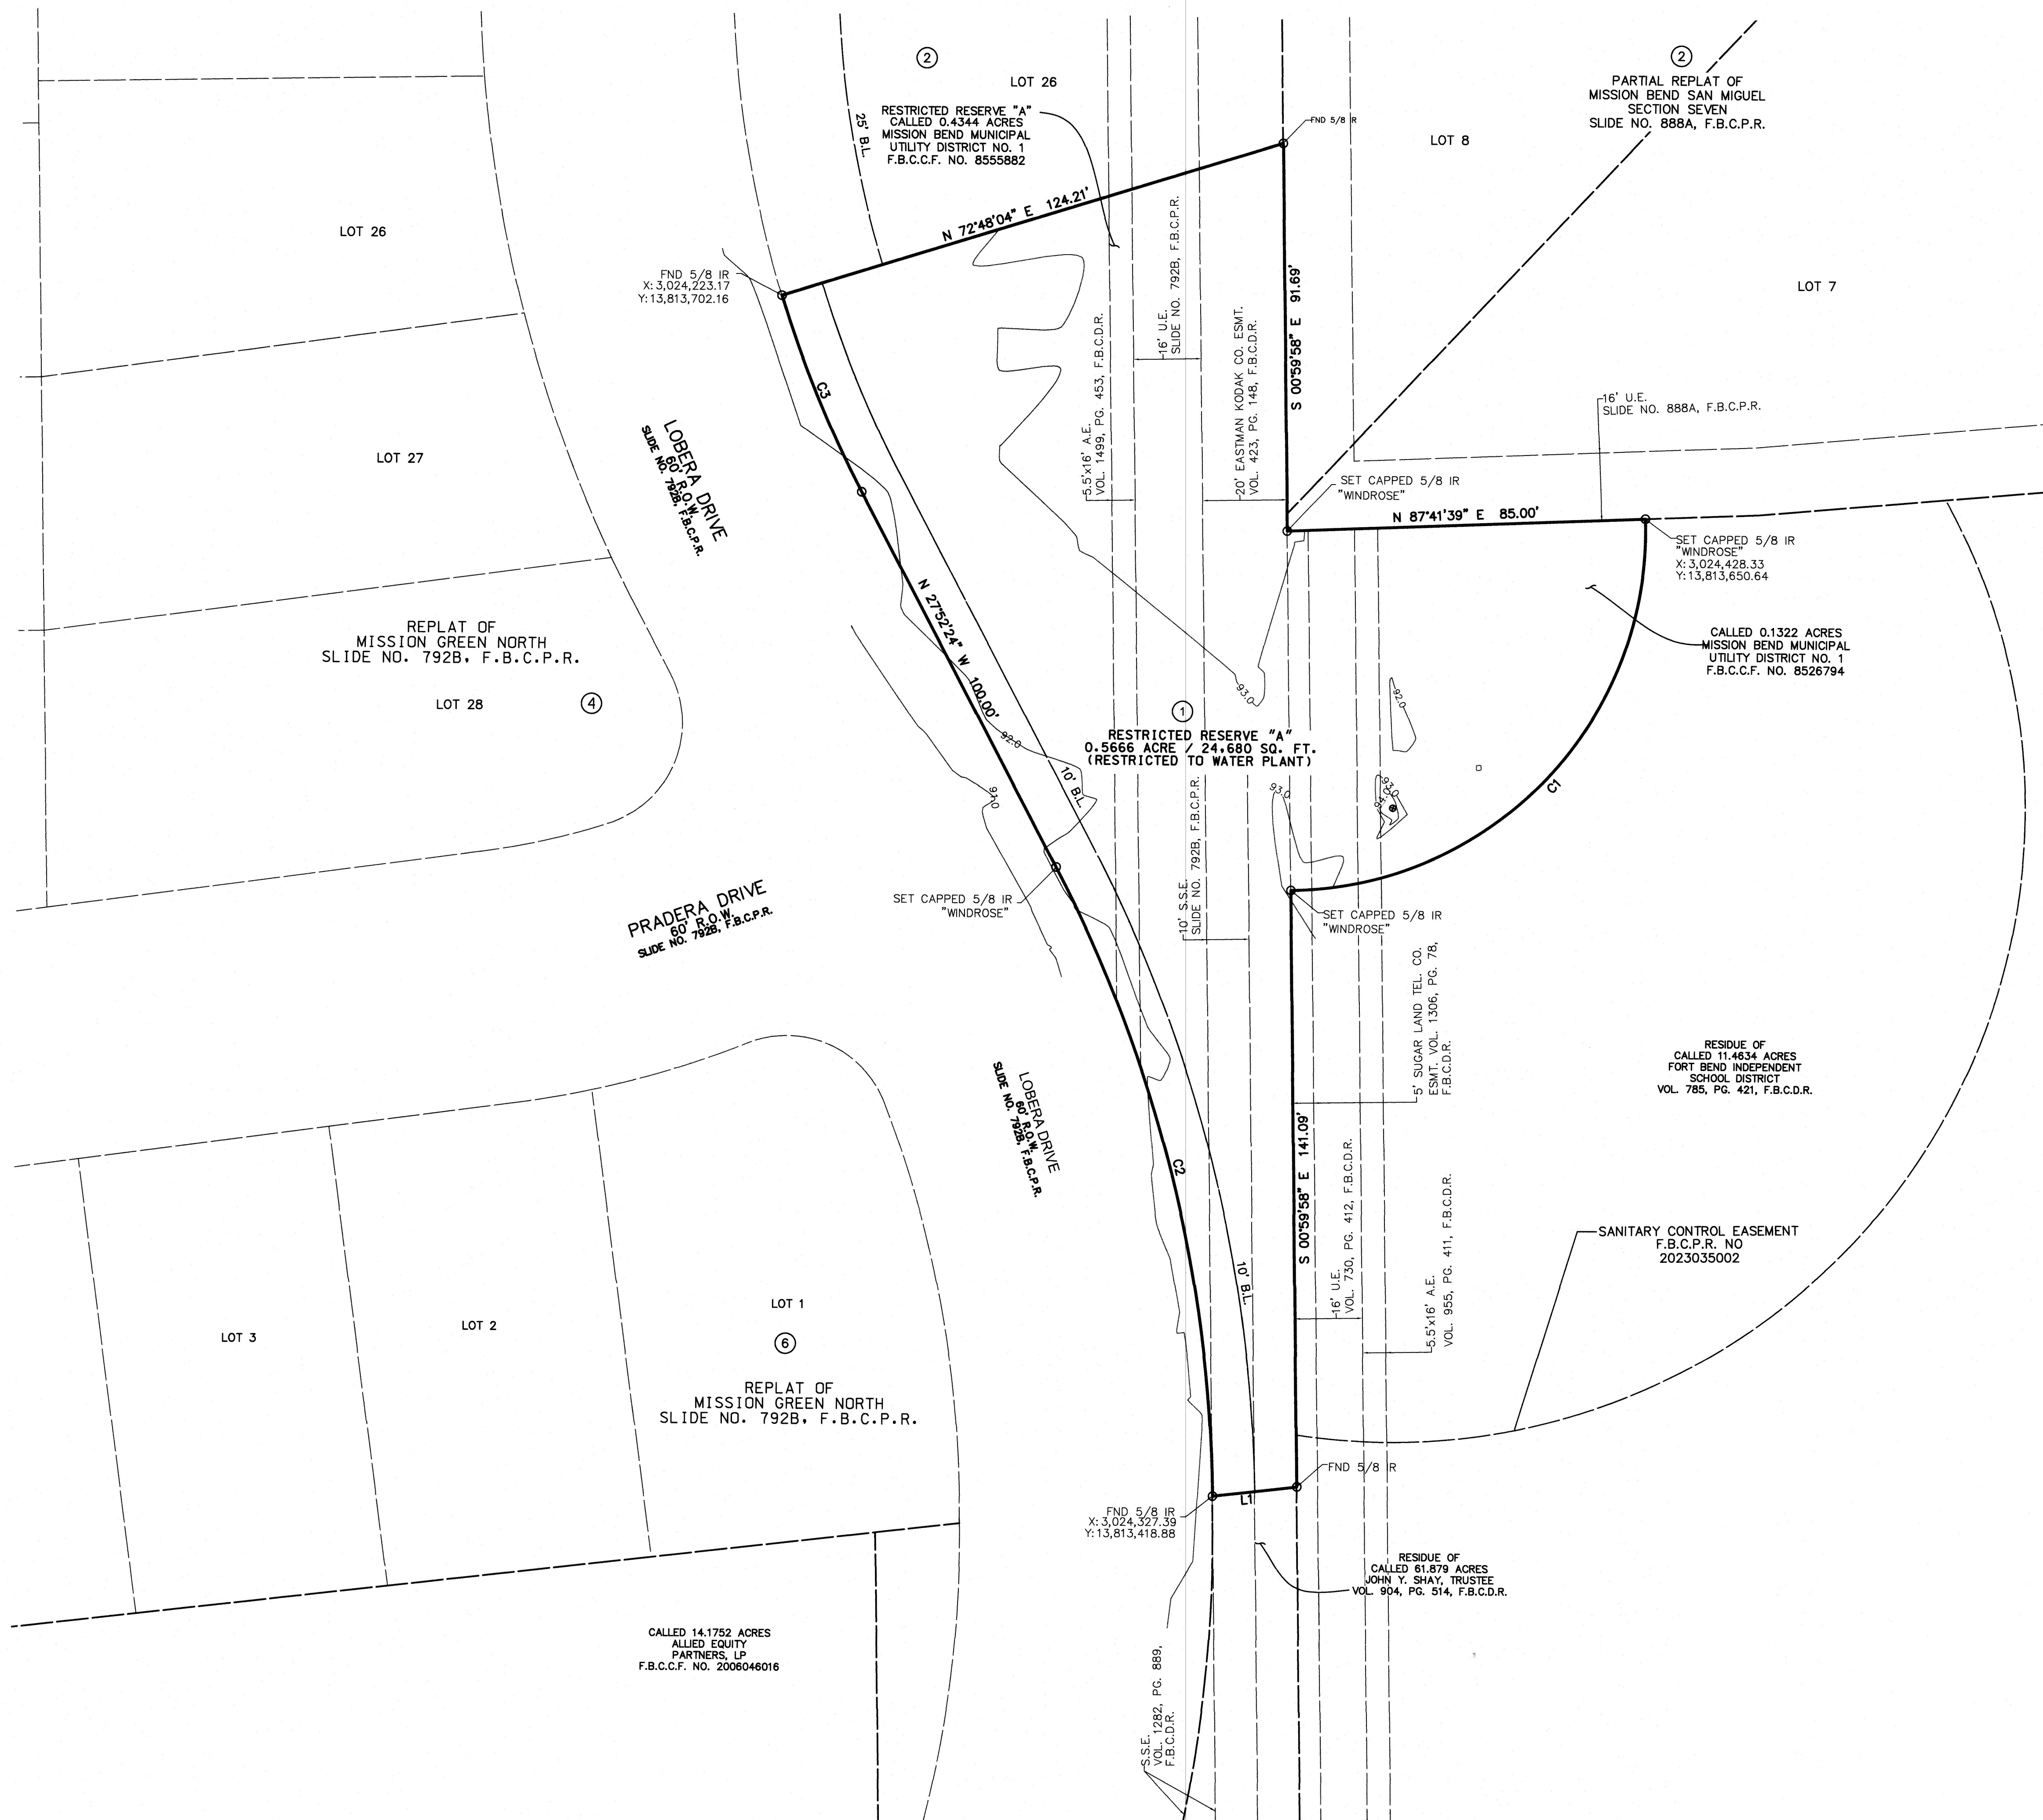 2
LOT 26
RESTRICTED RESERVE "A"
CALLED 0.4344 ACRES
MISSION BEND MUNICIPAL
UTILITY DISTRICT NO. 1
F.B.C.C.F. NO. 8555882
25' B.L.
FND 5/8 IR
LOT 8
2
PARTIAL REPLAT OF
MISSION BEND SAN MIGUEL
SECTION SEVEN
SLIDE NO. 888A, F.B.C.P.R.
LOT 7
LOT 26
N 72°48'04" E 124.21'
FND 5/8 IR
X: 3,024,223.17
Y: 13,813,702.16
16' U.E.
SLIDE NO. 792B, F.B.C.P.R.
S 00°59'58" E 91.69'
5.5'x16' A.E.
VOL. 1499, PG. 453, F.B.C.D.R.
20' EASTMAN KODAK CO. ESMT.
VOL. 423, PG. 148, F.B.C.D.R.
16' U.E.
SLIDE NO. 888A, F.B.C.P.R.
C3
LOT 27
LOBERA DRIVE
60' R.O.W.
SLIDE NO. 792B, F.B.C.P.R.
SET CAPPED 5/8 IR
"WINDROSE"
N 87°41'39" E 85.00'
SET CAPPED 5/8 IR
"WINDROSE"
X: 3,024,428.33
Y: 13,813,650.64
CALLED 0.1322 ACRES
MISSION BEND MUNICIPAL
UTILITY DISTRICT NO. 1
F.B.C.C.F. NO. 8526794
REPLAT OF
MISSION GREEN NORTH
SLIDE NO. 792B, F.B.C.P.R.
LOT 28
4
N 27°52'24" W 100.00'
92.0
91.0
93.0
92.0
1
RESTRICTED RESERVE "A"
0.5666 ACRE / 24,680 SQ. FT.
(RESTRICTED TO WATER PLANT)
10' B.L.
93.0
93.0
94.0
C1
10' S.S.E.
SLIDE NO. 792B, F.B.C.P.R.
PRADERA DRIVE
60' R.O.W.
SLIDE NO. 792B, F.B.C.P.R.
SET CAPPED 5/8 IR
"WINDROSE"
SET CAPPED 5/8 IR
"WINDROSE"
5' SUGAR LAND TEL. CO.
ESMT. VOL. 1306, PG. 78,
F.B.C.D.R.
RESIDUE OF
CALLED 11.4634 ACRES
FORT BEND INDEPENDENT
SCHOOL DISTRICT
VOL. 785, PG. 421, F.B.C.D.R.
LOBERA DRIVE
60' R.O.W.
SLIDE NO. 792B, F.B.C.P.R.
C2
S 00°59'58" E 141.09'
16' U.E.
VOL. 730, PG. 412, F.B.C.D.R.
5.5'x16' A.E.
VOL. 955, PG. 411, F.B.C.D.R.
10' B.L.
SANITARY CONTROL EASEMENT
F.B.C.P.R. NO
2023035002
LOT 3
LOT 2
LOT 1
6
REPLAT OF
MISSION GREEN NORTH
SLIDE NO. 792B, F.B.C.P.R.
FND 5/8 IR
L1
FND 5/8 IR
X: 3,024,327.39
Y: 13,813,418.88
RESIDUE OF
CALLED 61.879 ACRES
JOHN Y. SHAY, TRUSTEE
VOL. 904, PG. 514, F.B.C.D.R.
CALLED 14.1752 ACRES
ALLIED EQUITY
PARTNERS, LP
F.B.C.C.F. NO. 2006046016
S.S.E.
VOL. 1282, PG. 889,
F.B.C.D.R.